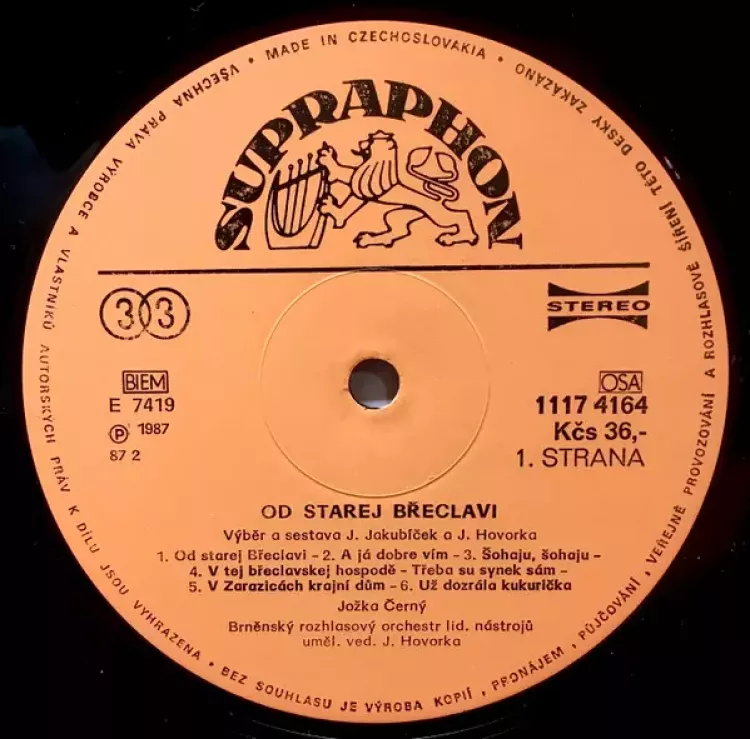 • MADE IN CZECHOSLOVAKIA • VŠECHNA PRÁVA VÝROBCE A VLASTNÍKŮ AUTORSKÝCH PRÁV K DÍLU JSOU VYHRAZENA • BEZ SOUHLASU JE VÝROBA KOPIÍ , PRONÁJEM , PŮJČOVÁNÍ , VEŘEJNÉ PROVOZOVÁNÍ A ROZHLASOVÉ ŠÍŘENÍ TÉTO DESKY ZAKÁZÁNO
SUPRAPHON
33
STEREO
BIEM
E 7419
Ⓟ 1987
87 2
OSA
1117 4164
Kčs 36,-
1. STRANA
OD STAREJ BŘECLAVI
Výběr a sestava J. Jakubíček a J. Hovorka
1. Od starej Břeclavi – 2. A já dobre vím – 3. Šohaju, šohaju –
4. V tej břeclavskej hospodě – Třeba su synek sám –
5. V Zarazicách krajní dům – 6. Už dozrála kukurička
Jožka Černý
Brněnský rozhlasový orchestr lid. nástrojů
uměl. ved. J. Hovorka